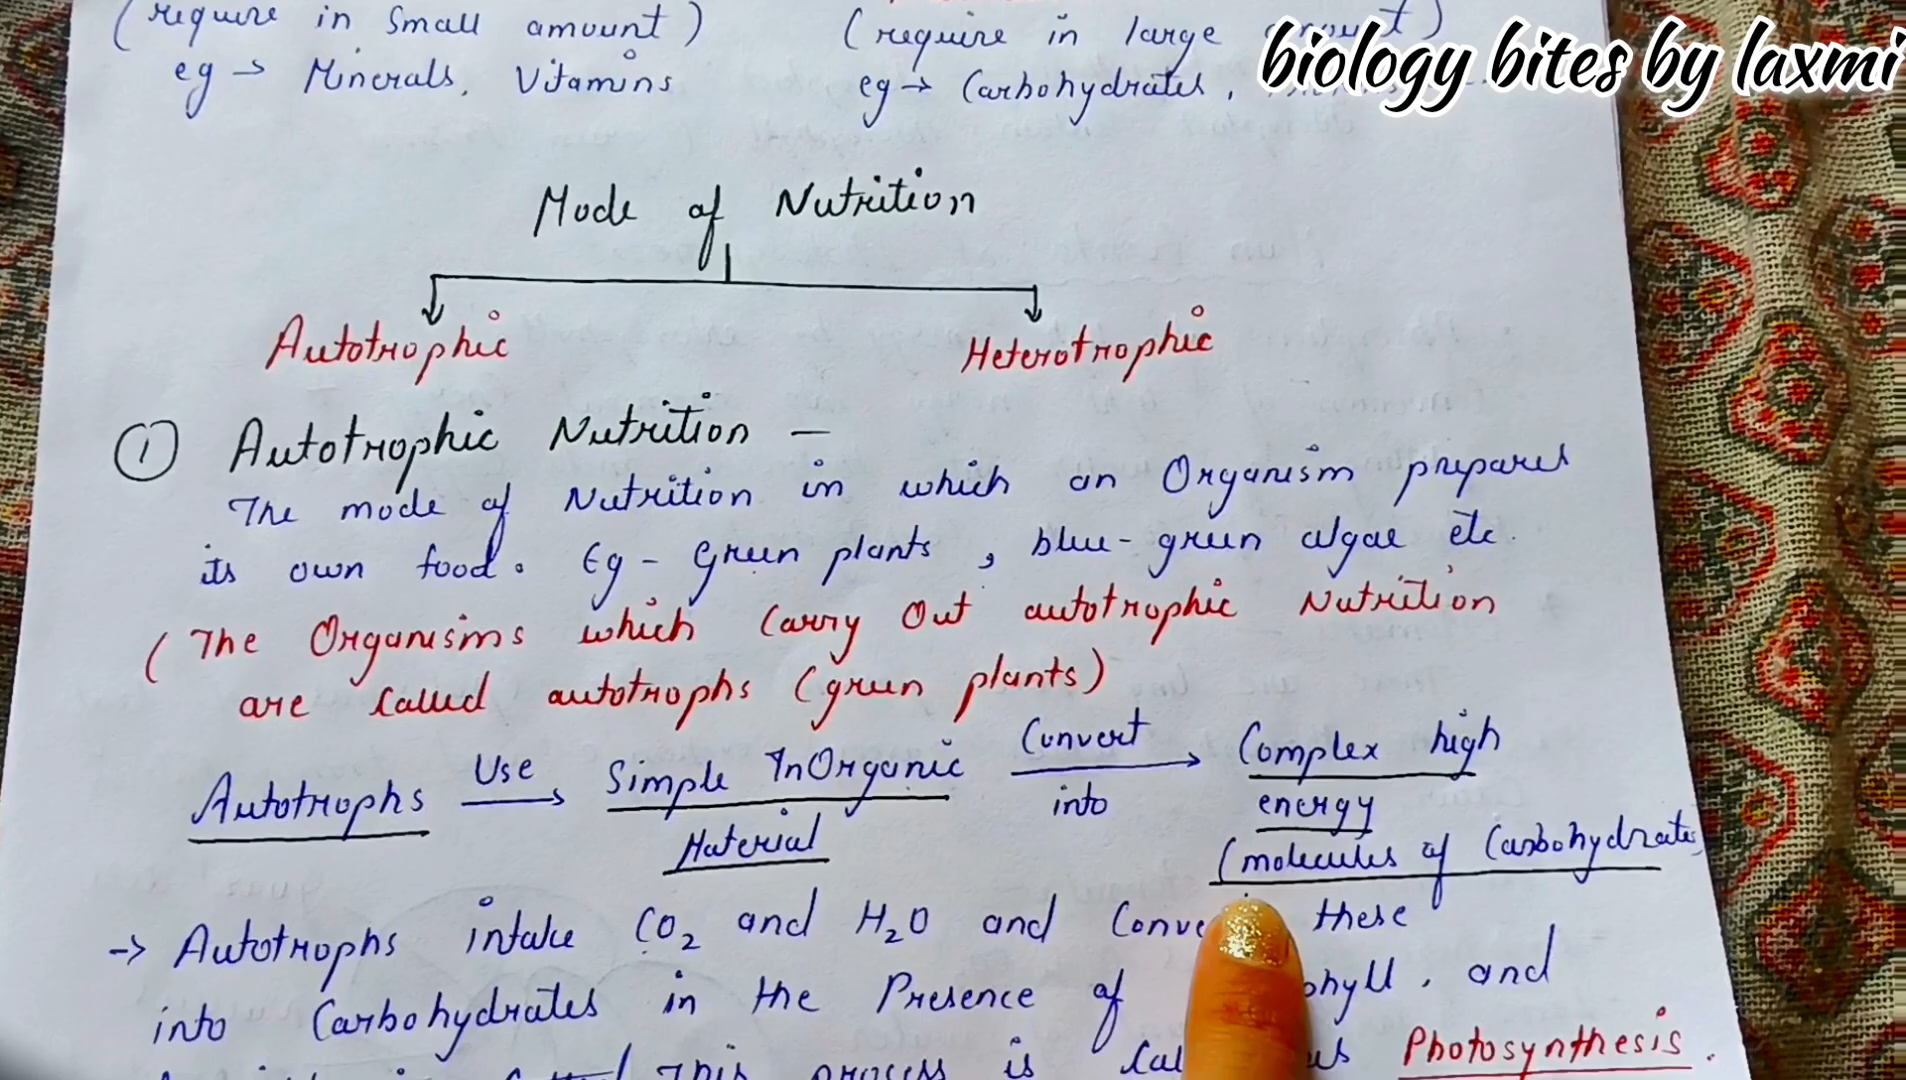 (require in small amount) (require in large amount)
biology bites by laxmi
eg → Minerals, Vitamins eg → Carbohydrates,
Mode of Nutrition
Autotrophic Heterotrophic
1 Autotrophic Nutrition —
The mode of Nutrition in which an Organism prepares
its own food. Eg - Green plants, blue-green algae etc.
(The Organisms which Carry Out autotrophic Nutrition
are called autotrophs (green plants)
Autotrophs Use → Simple InOrganic Material Convert into → Complex high
energy
(molecules of Carbohydrates
→ Autotrophs intake CO₂ and H₂O and these
into Carbohydrates in the Presence of and
This process is Photosynthesis.